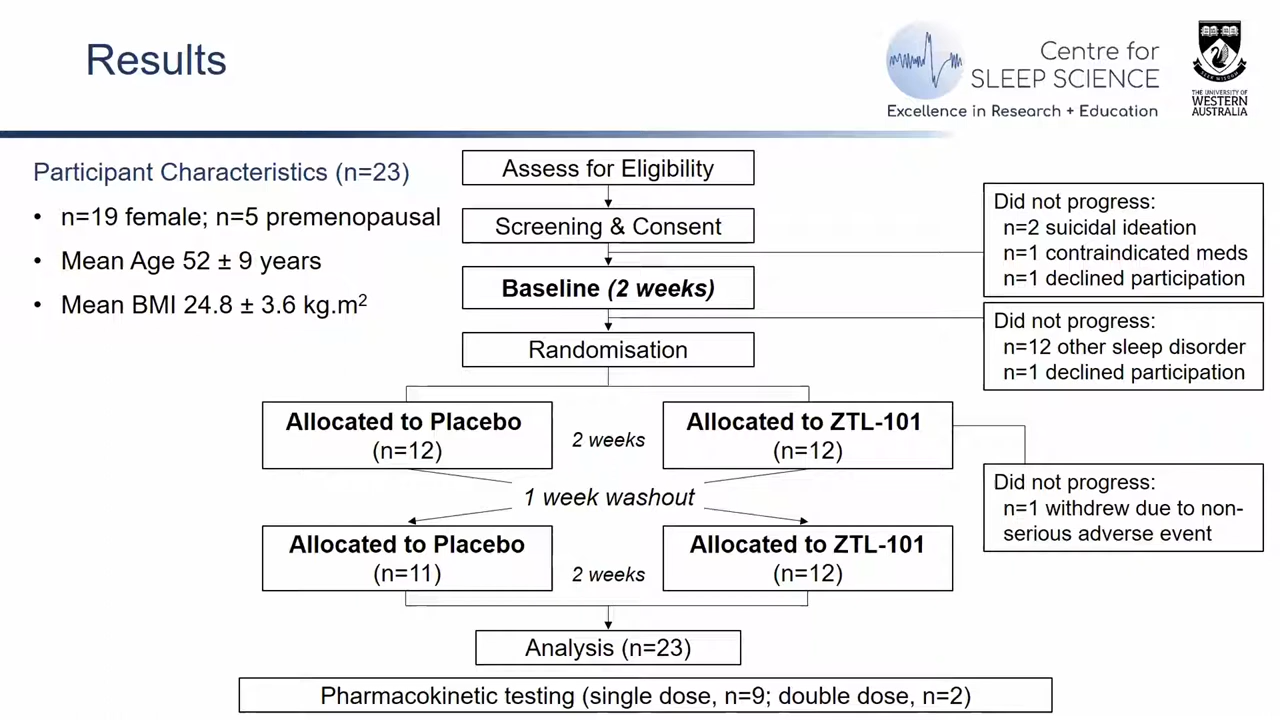 Results
Centre for
SLEEP SCIENCE
Excellence in Research + Education
THE UNIVERSITY OF
WESTERN
AUSTRALIA
Participant Characteristics (n=23)
• n=19 female; n=5 premenopausal
• Mean Age 52 ± 9 years
• Mean BMI 24.8 ± 3.6 kg.m²
Assess for Eligibility
Screening & Consent
Did not progress:
n=2 suicidal ideation
n=1 contraindicated meds
n=1 declined participation
Baseline (2 weeks)
Did not progress:
n=12 other sleep disorder
n=1 declined participation
Randomisation
Allocated to Placebo
(n=12)
2 weeks
Allocated to ZTL-101
(n=12)
Did not progress:
n=1 withdrew due to non-
serious adverse event
1 week washout
Allocated to Placebo
(n=11)
2 weeks
Allocated to ZTL-101
(n=12)
Analysis (n=23)
Pharmacokinetic testing (single dose, n=9; double dose, n=2)